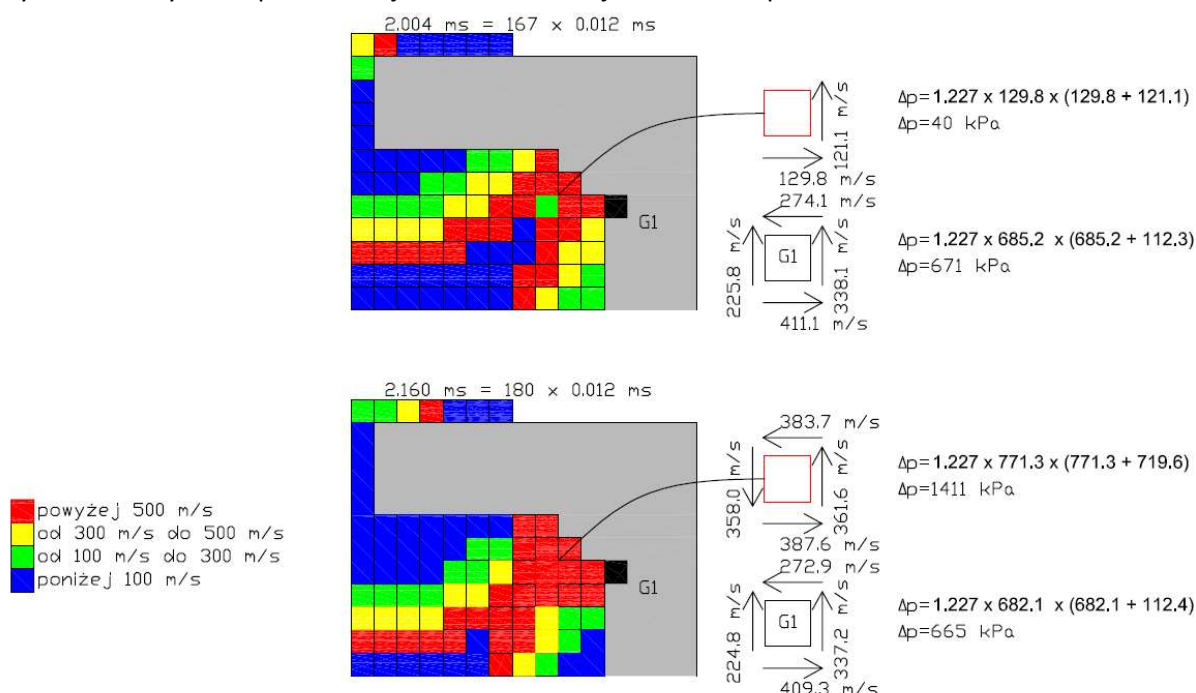 2.004 ms = 167 x 0.012 ms
121.1 m/s
129.8 m/s
Δp=1.227 x 129.8 x (129.8 + 121.1)
Δp=40 kPa
G1
274.1
225.8 m/s
G1
338.1 m/s
411.1 m/s
Δp=1.227 x 685.2 x (685.2 + 112.3)
Δp=671 kPa
2.160 ms = 180 x 0.012 ms
383.7 m/s
358.0 m/s
361.6 m/s
387.6 m/s
Δp=1.227 x 771.3 x (771.3 + 719.6)
Δp=1411 kPa
powyżej 500 m/s
od 300 m/s do 500 m/s
od 100 m/s do 300 m/s
poniżej 100 m/s
G1
272.9 m/s
224.8 m/s
G1
337.2 m/s
409.3 m/s
Δp=1.227 x 682.1 x (682.1 + 112.4)
Δp=665 kPa